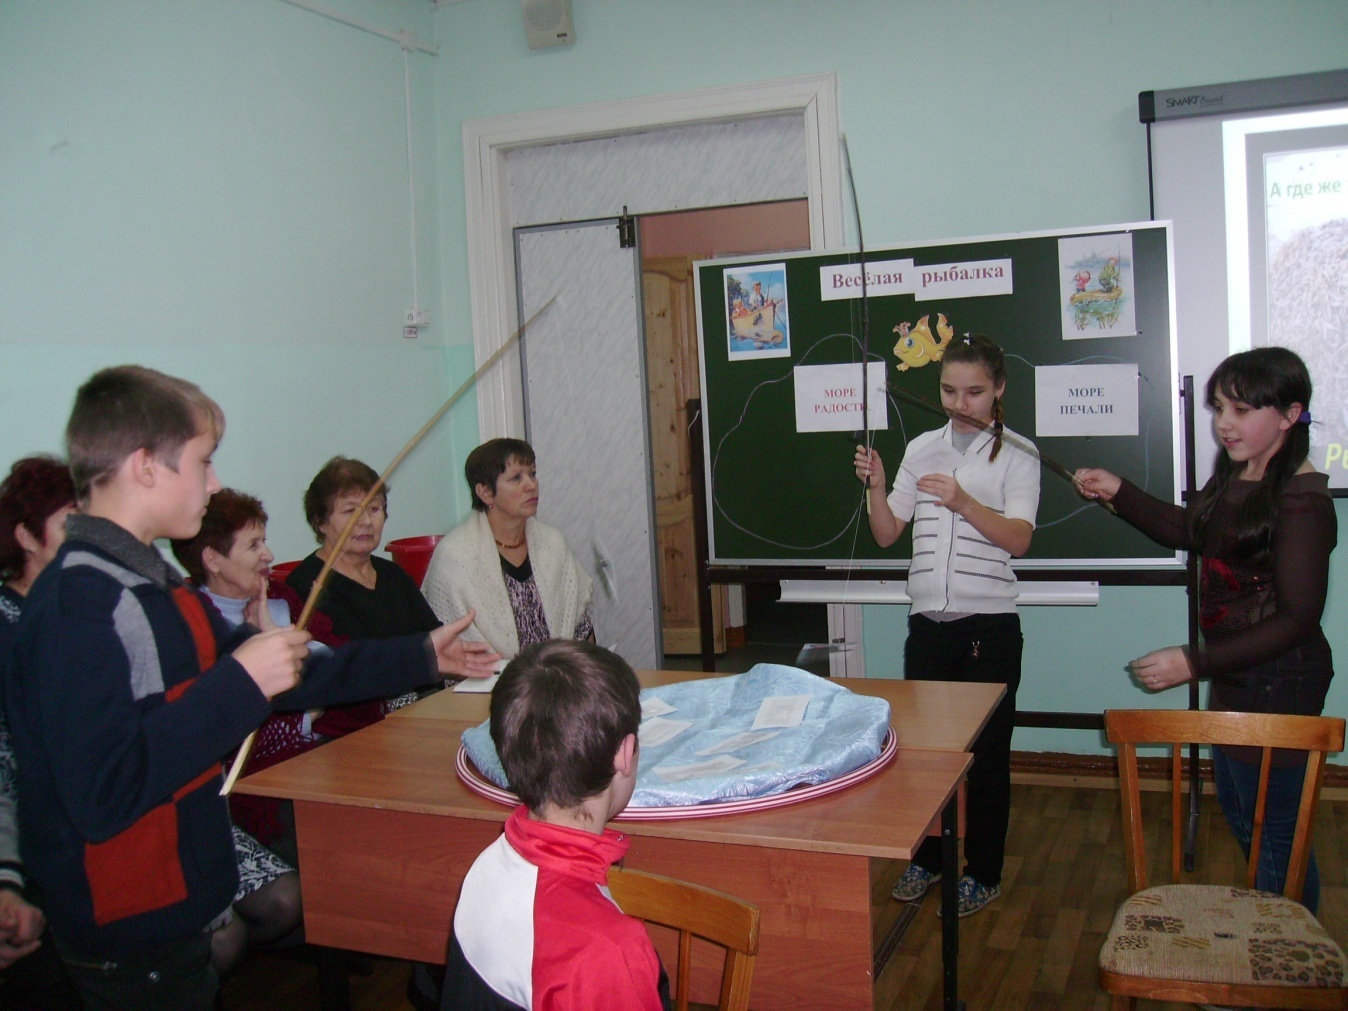 SMART Board
А где же
Весёлая рыбалка
МОРЕ
РАДОСТИ
МОРЕ
ПЕЧАЛИ